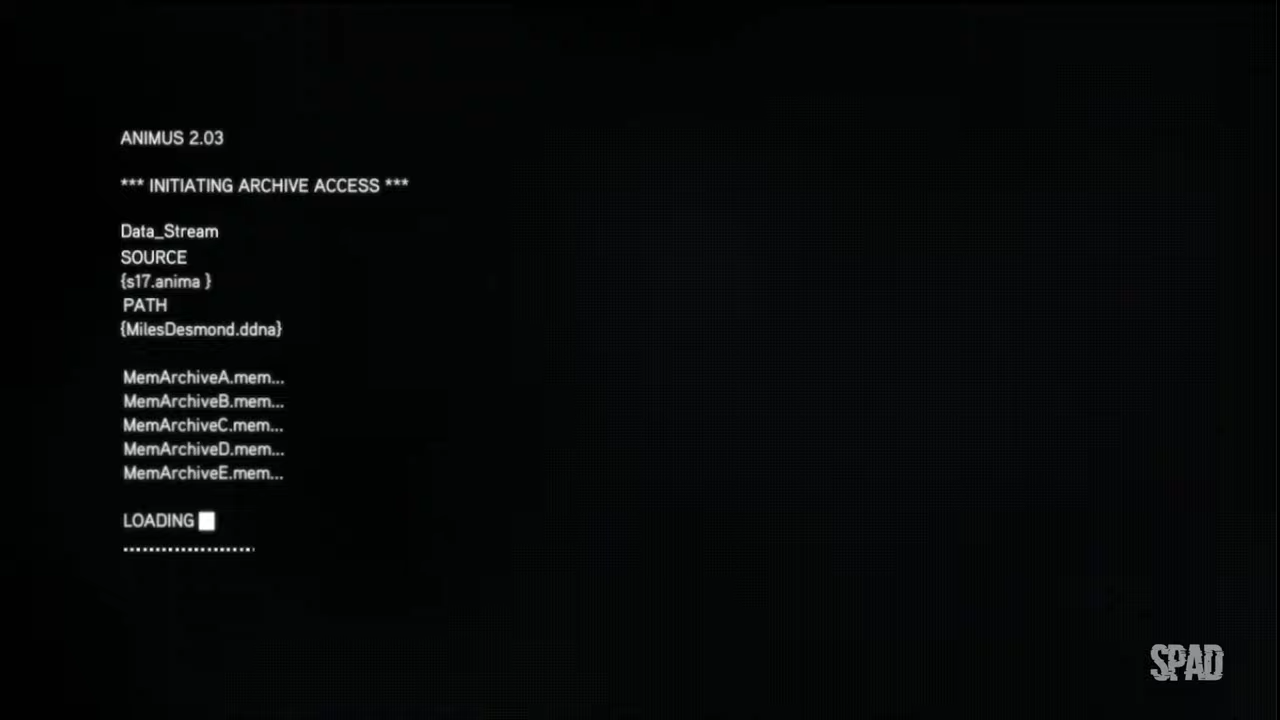 ANIMUS 2.03
*** INITIATING ARCHIVE ACCESS ***
Data_Stream
SOURCE
{s17.anima }
PATH
{MilesDesmond.ddna}
MemArchiveA.mem...
MemArchiveB.mem...
MemArchiveC.mem...
MemArchiveD.mem...
MemArchiveE.mem...
LOADING
SPAD